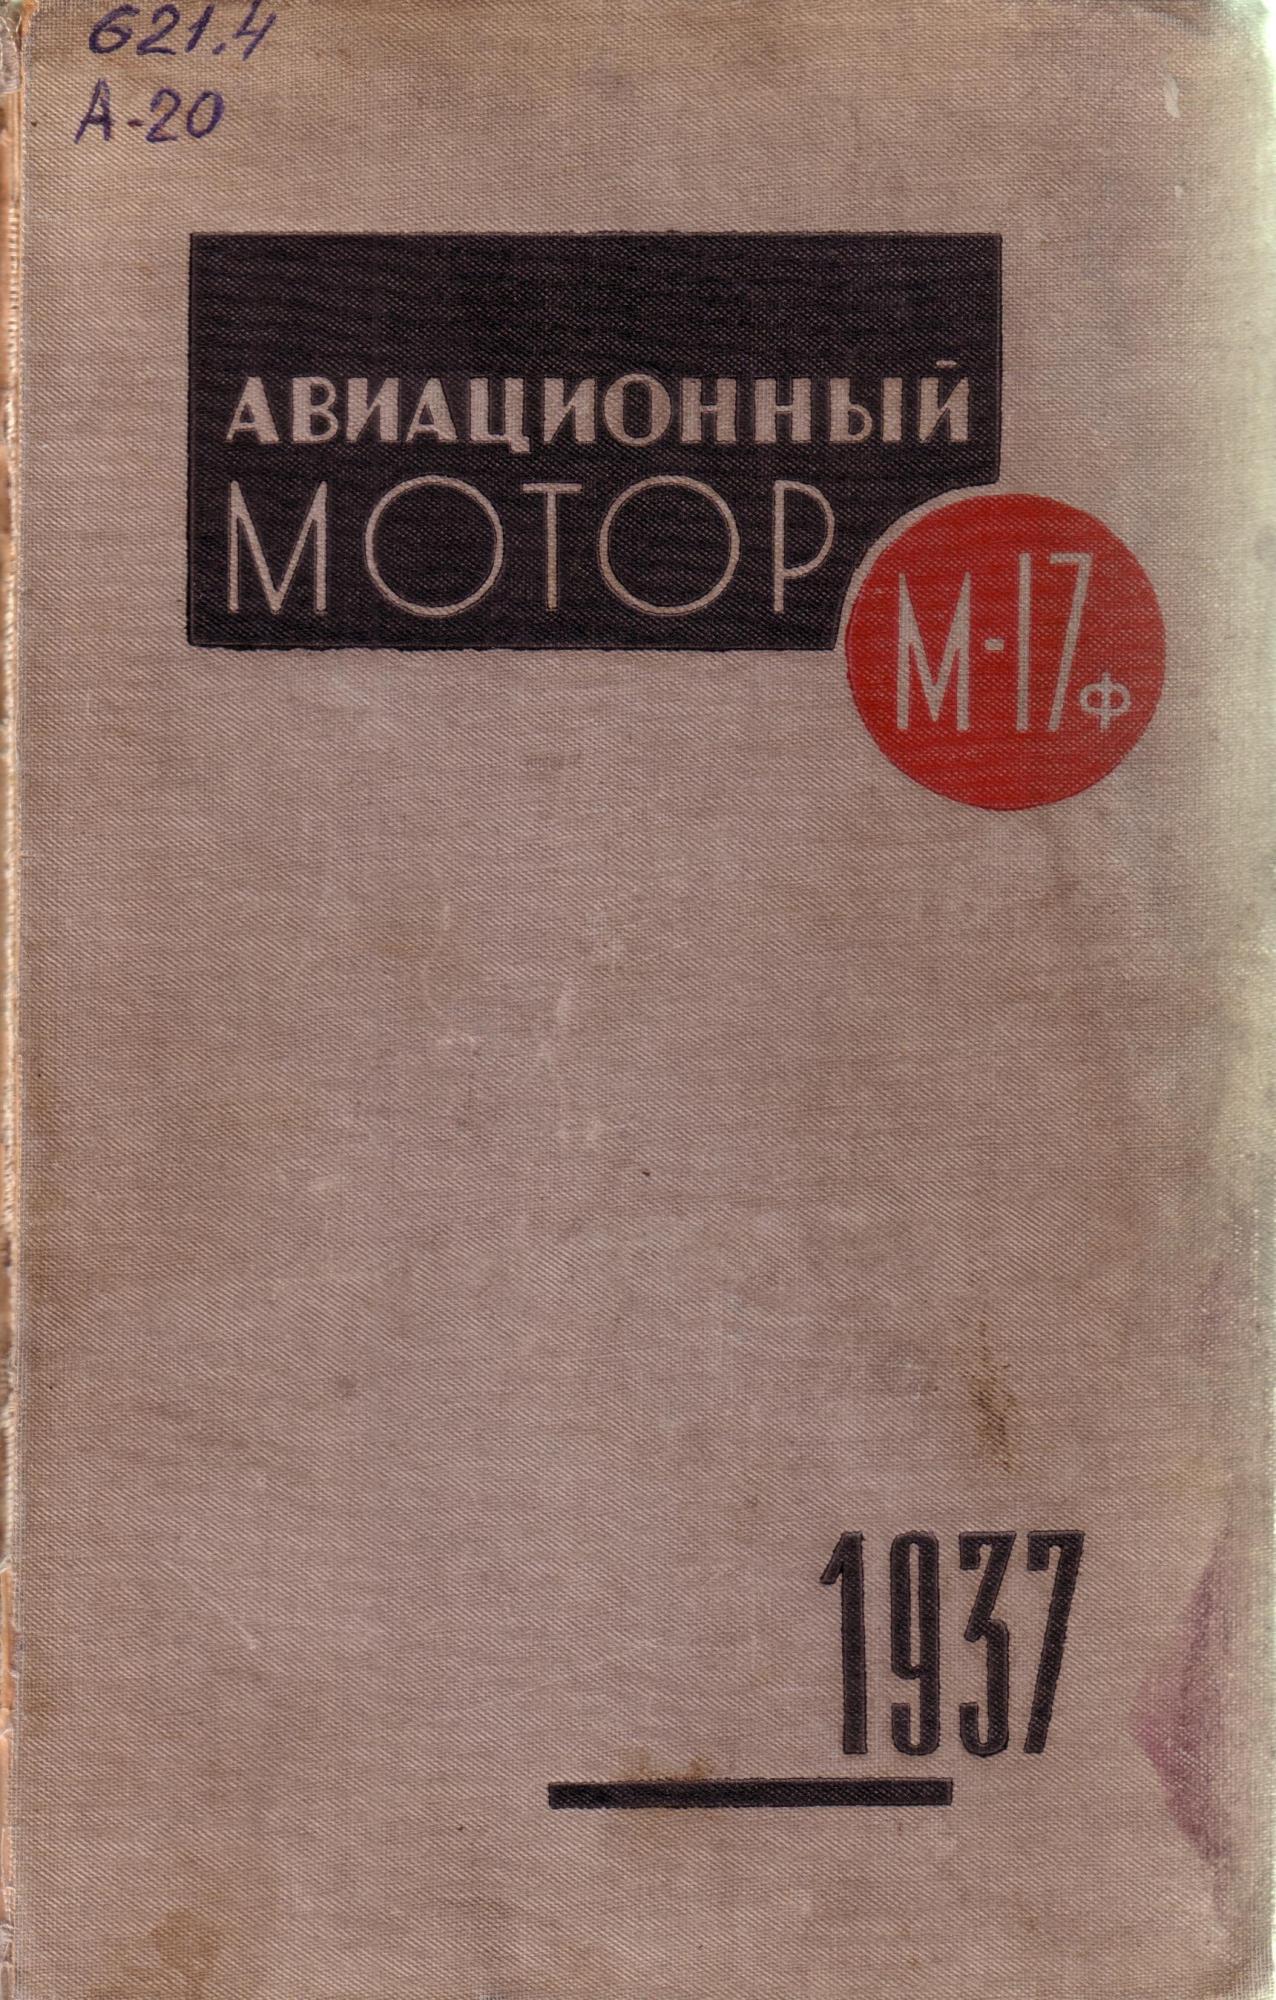 621.4
А-20
АВИАЦИОННЫЙ
МОТОР
М-17ф
1937